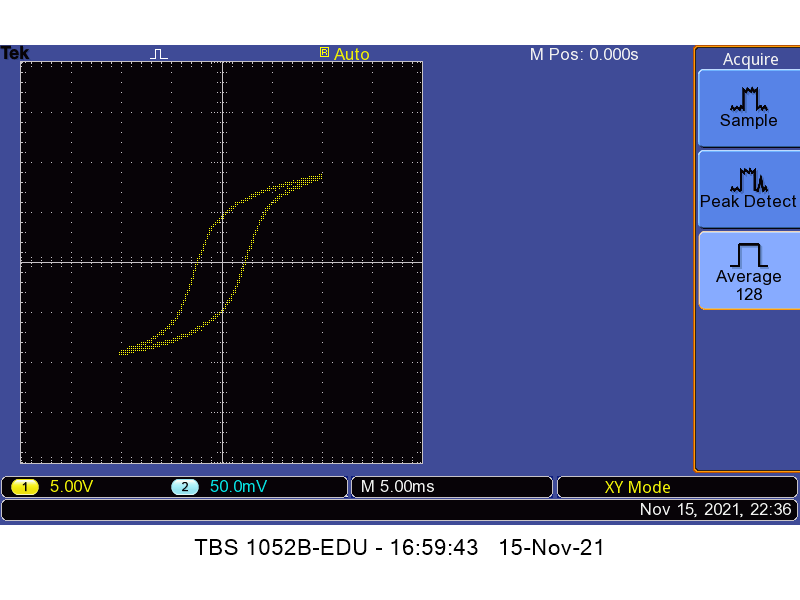 Tek R Auto M Pos: 0.000s
Acquire
Sample
Peak Detect
Average
128
1 5.00V 2 50.0mV M 5.00ms XY Mode
Nov 15, 2021, 22:36
TBS 1052B-EDU - 16:59:43 15-Nov-21